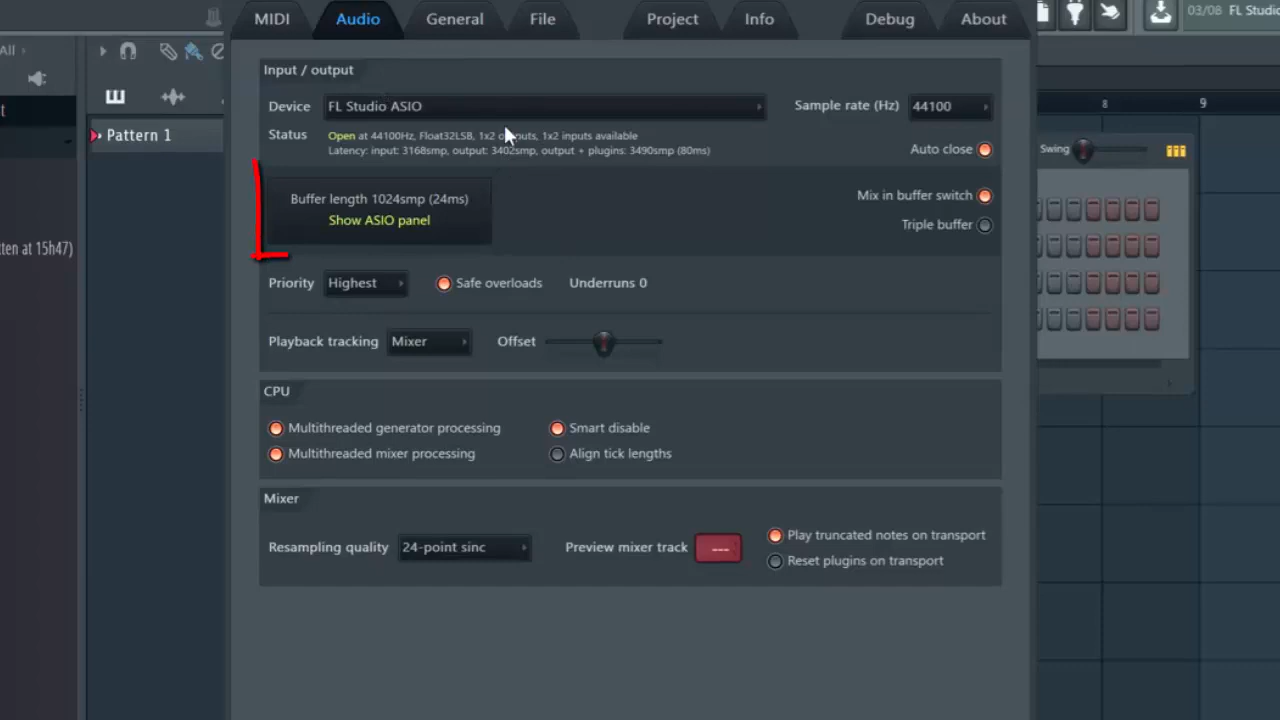 MIDI Audio General File Project Info Debug About
03/08 FL Studio
All
Input / output
Device FL Studio ASIO Sample rate (Hz) 44100
8 9
Status Open at 44100Hz, Float32LSB, 1x2 outputs, 1x2 inputs available
Latency: input: 3168smp, output: 3402smp, output + plugins: 3490smp (80ms)
Auto close
Pattern 1
Swing
Buffer length 1024smp (24ms)
Show ASIO panel
Mix in buffer switch
Triple buffer
tten at 15h47)
Priority Highest Safe overloads Underruns 0
Playback tracking Mixer Offset
CPU
Multithreaded generator processing Smart disable
Multithreaded mixer processing Align tick lengths
Mixer
Resampling quality 24-point sinc Preview mixer track ---
Play truncated notes on transport
Reset plugins on transport